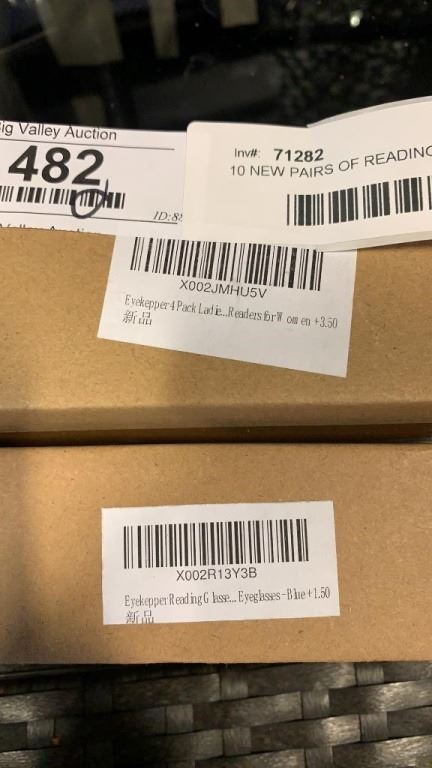 ig Valley Auction
482
ID:8
Inv#: 71282
10 NEW PAIRS OF READING
X002JMHU5V
Eyekepper 4 Pack Ladie...Readers for Women +3.50
新品
X002R13Y3B
Eyekepper Reading Glasse... Eyeglasses-Blue +1.50
新品